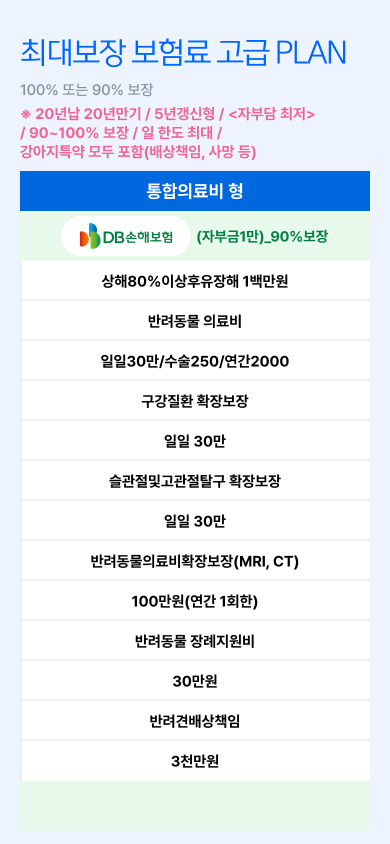 최대보장 보험료 고급 PLAN
100% 또는 90% 보장
※ 20년납 20년만기 / 5년갱신형 / <자부담 최저>
/ 90~100% 보장 / 일 한도 최대 /
강아지특약 모두 포함(배상책임, 사망 등)
통합의료비 형
DB손해보험 (자부금1만)_90%보장
상해80%이상후유장해 1백만원
반려동물 의료비
일일30만/수술250/연간2000
구강질환 확장보장
일일 30만
슬관절및고관절탈구 확장보장
일일 30만
반려동물의료비확장보장(MRI, CT)
100만원(연간 1회한)
반려동물 장례지원비
30만원
반려견배상책임
3천만원